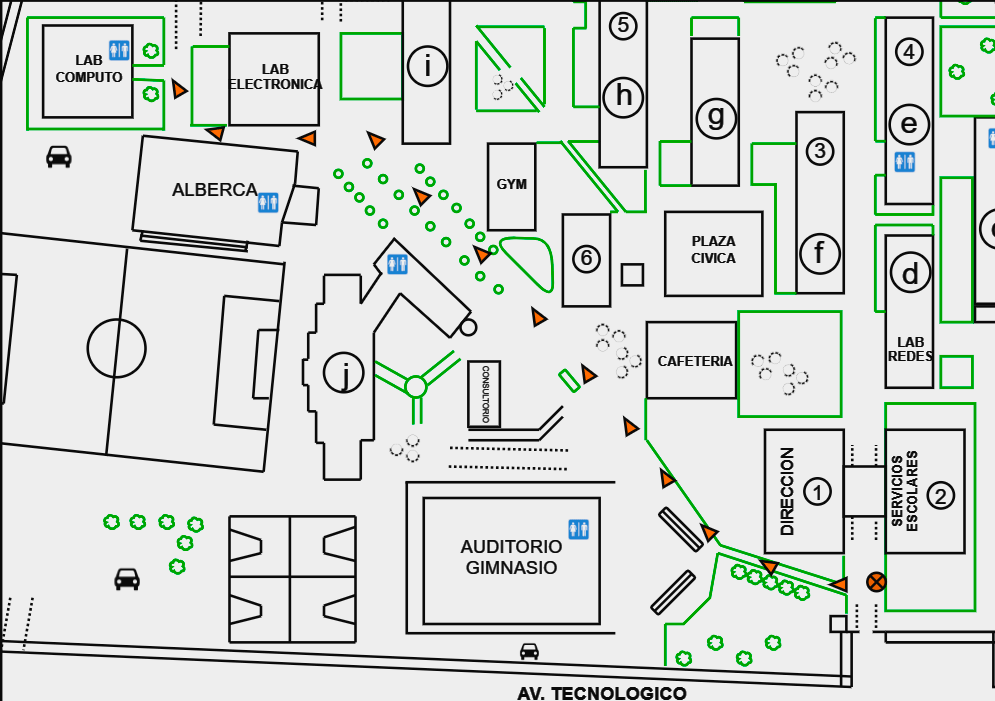 5
4
i
LAB
COMPUTO
LAB
ELECTRONICA
h
g
e
3
ALBERCA
GYM
6
PLAZA
CIVICA
f
d
LAB
REDES
j
CONSULTORIO
CAFETERIA
DIRECCION
1
SERVICIOS
ESCOLARES
2
AUDITORIO
GIMNASIO
AV. TECNOLOGICO